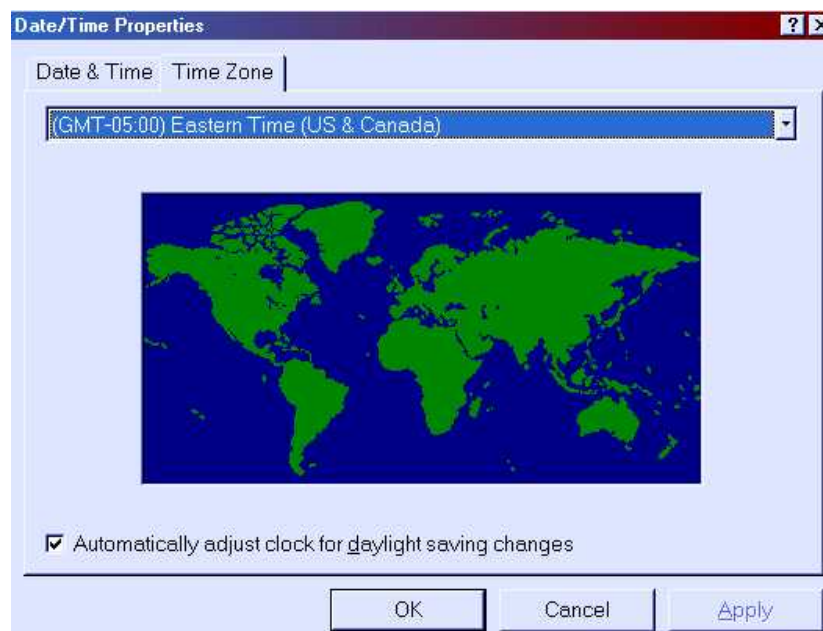 Date/Time Properties
Date & Time Time Zone
(GMT-05:00) Eastern Time (US & Canada)
Automatically adjust clock for daylight saving changes
OK Cancel Apply